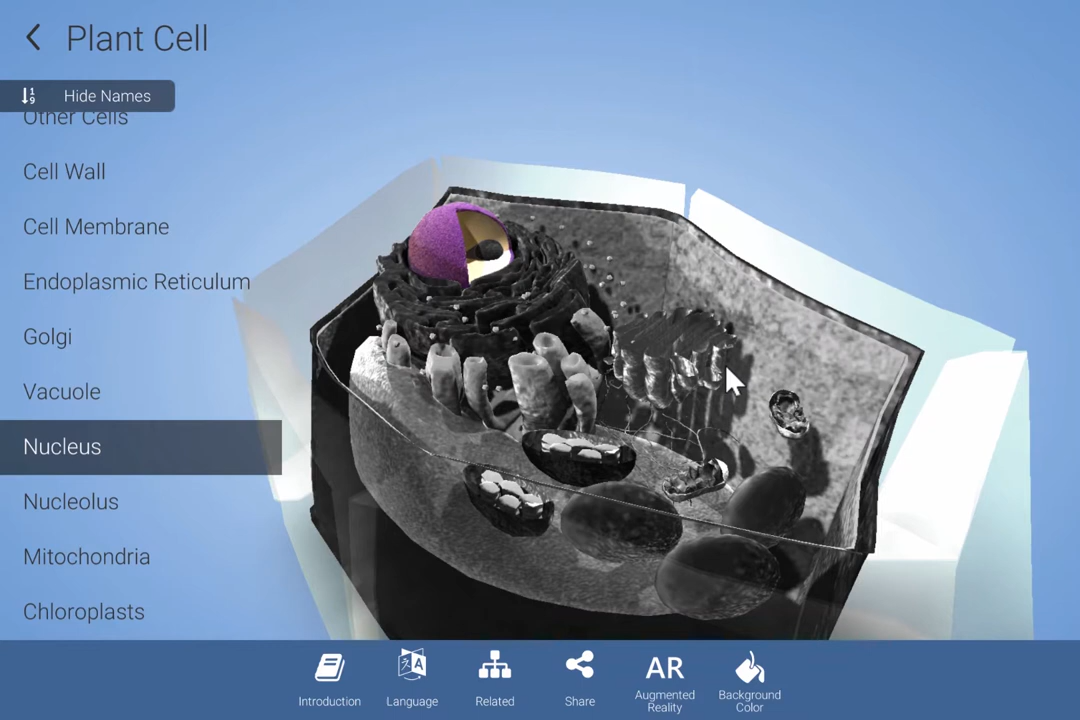 Plant Cell
Hide Names
Other Cells
Cell Wall
Cell Membrane
Endoplasmic Reticulum
Golgi
Vacuole
Nucleus
Nucleolus
Mitochondria
Chloroplasts
Introduction
Language
Related
Share
AR
Augmented
Reality
Background
Color